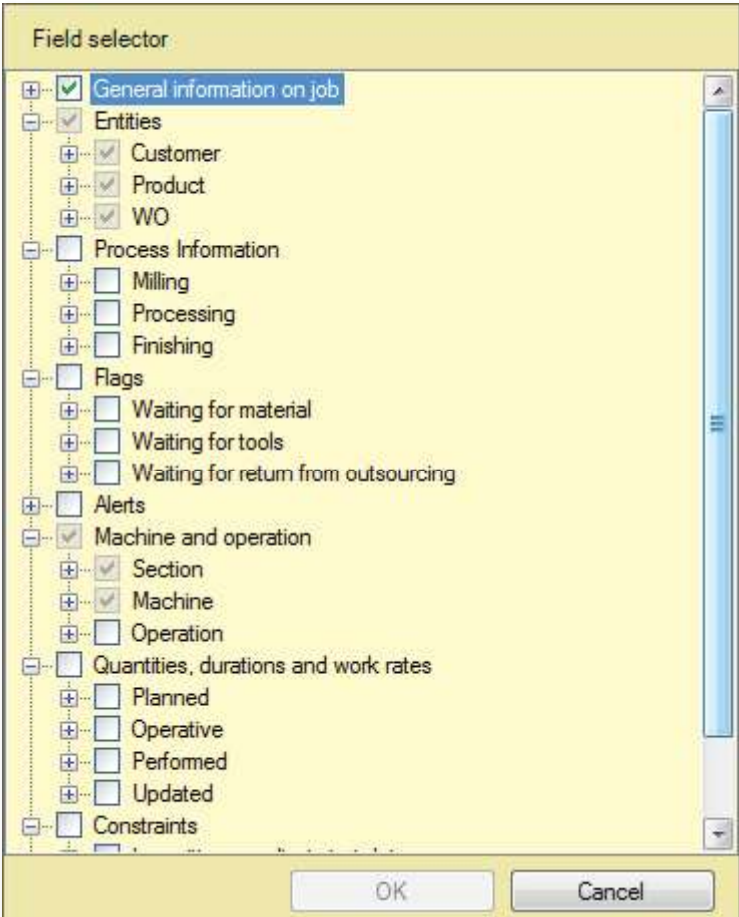 Field selector
General information on job
Entities
Customer
Product
WO
Process Information
Milling
Processing
Finishing
Flags
Waiting for material
Waiting for tools
Waiting for return from outsourcing
Alerts
Machine and operation
Section
Machine
Operation
Quantities, durations and work rates
Planned
Operative
Performed
Updated
Constraints
OK
Cancel